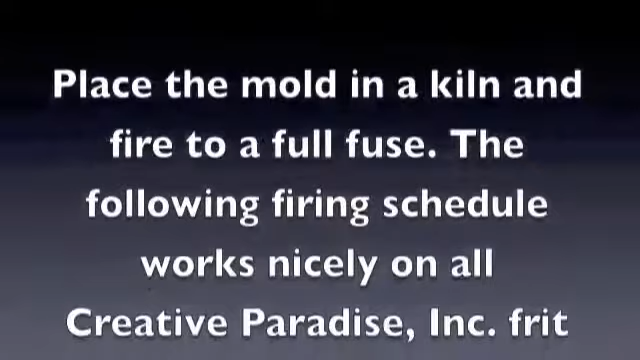 Place the mold in a kiln and
fire to a full fuse. The
following firing schedule
works nicely on all
Creative Paradise, Inc. frit